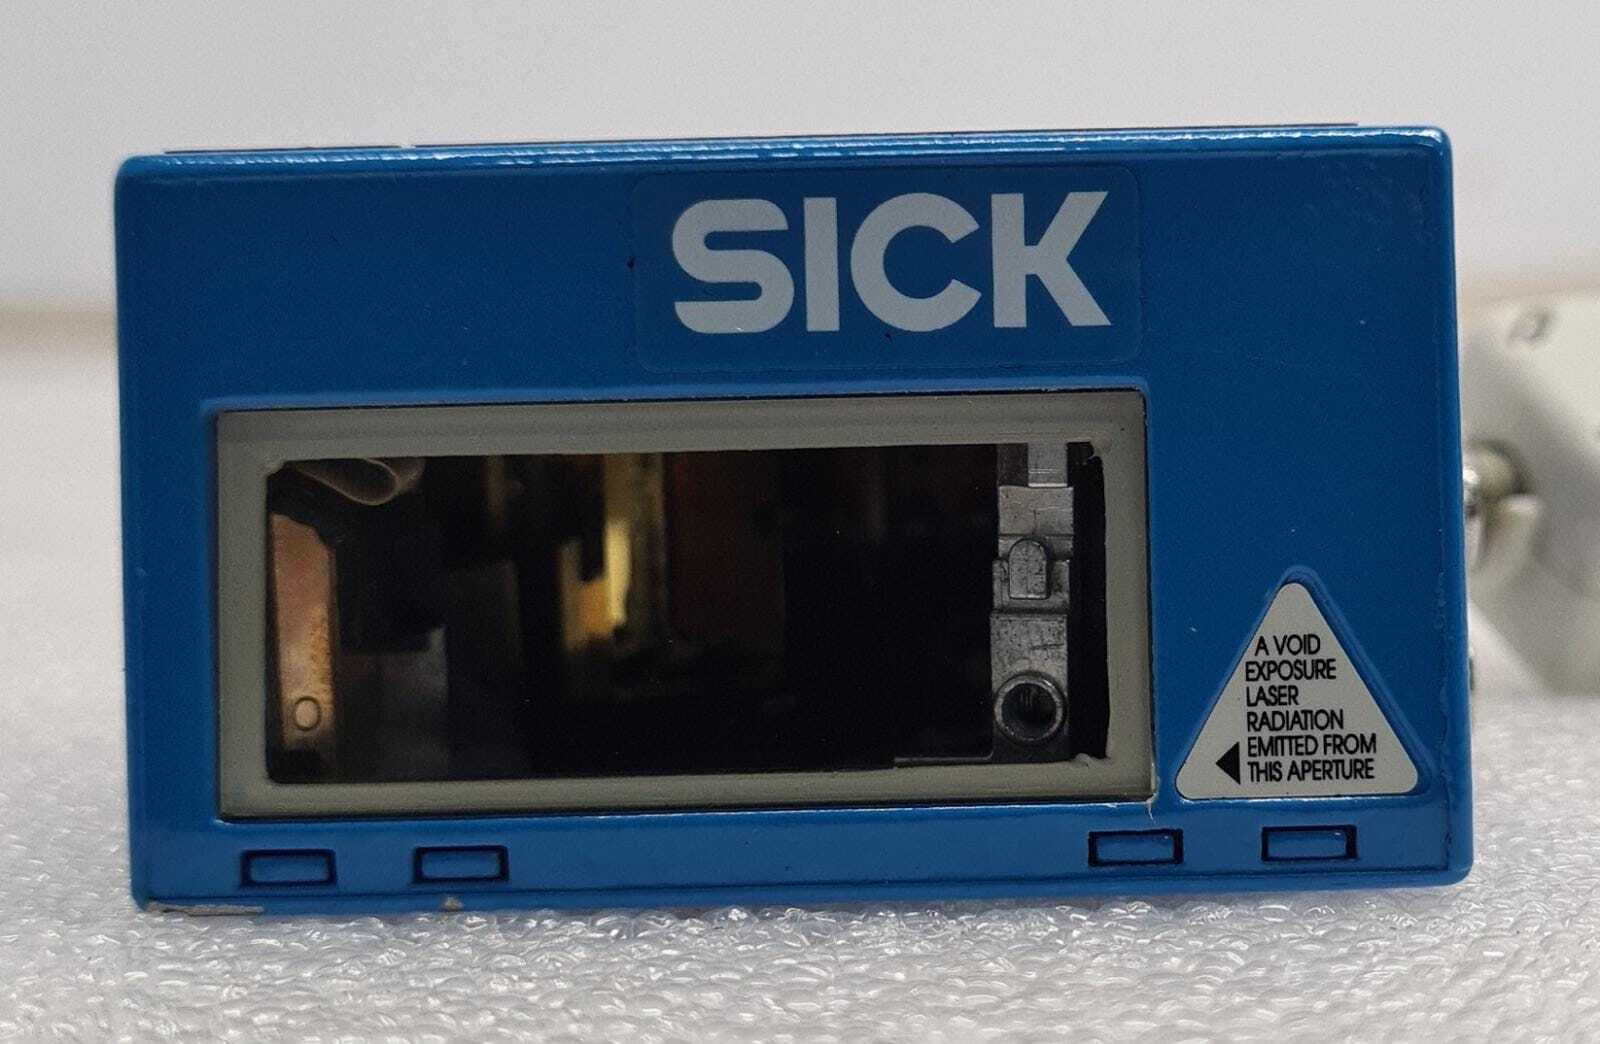 SICK
A VOID
EXPOSURE
LASER
RADIATION
EMITTED FROM
THIS APERTURE